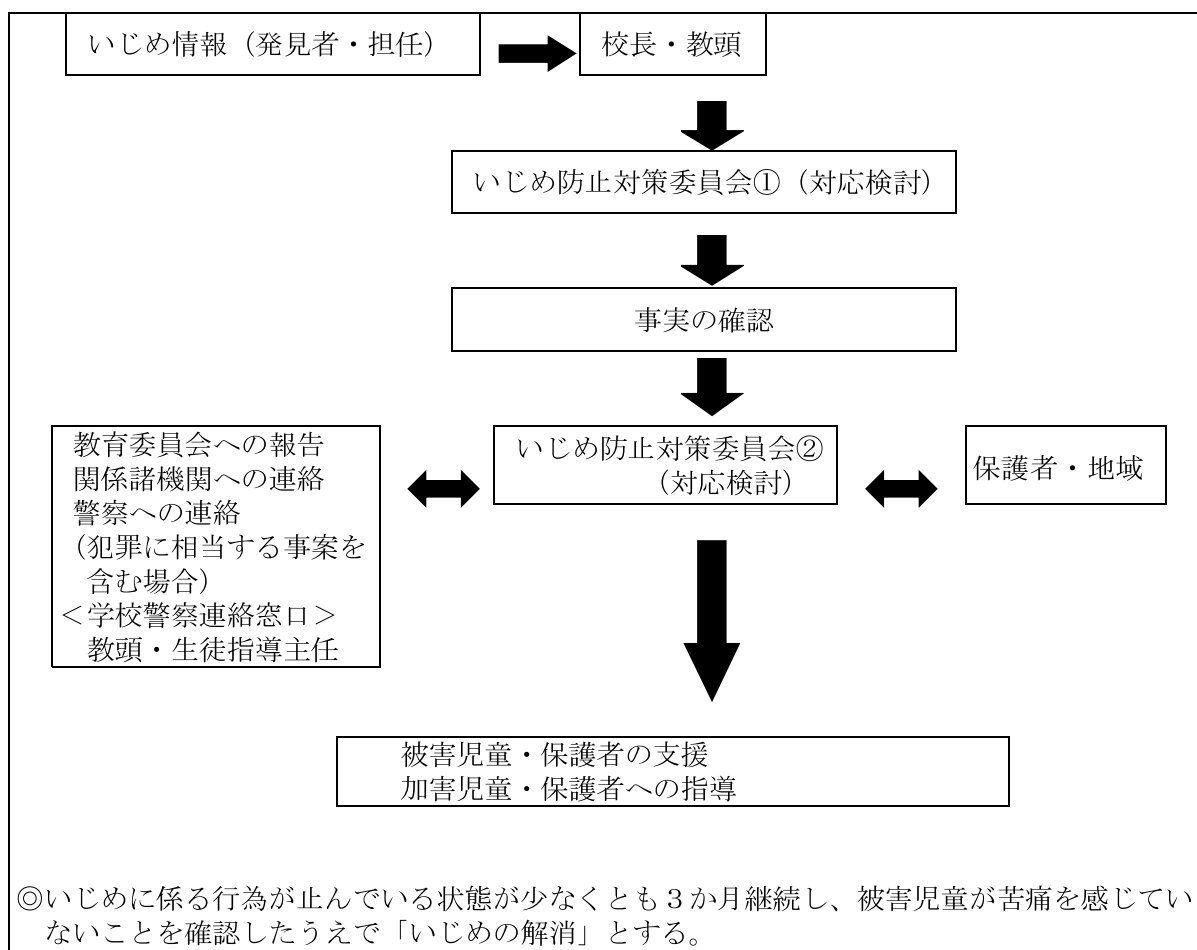 いじめ情報（発見者・担任）
校長・教頭
いじめ防止対策委員会①（対応検討）
事実の確認
教育委員会への報告
関係諸機関への連絡
警察への連絡
（犯罪に相当する事案を
含む場合）
＜学校警察連絡窓口＞
教頭・生徒指導主任
いじめ防止対策委員会②
（対応検討）
保護者・地域
被害児童・保護者の支援
加害児童・保護者への指導
◎いじめに係る行為が止んでいる状態が少なくとも３か月継続し、被害児童が苦痛を感じてい
ないことを確認したうえで「いじめの解消」とする。